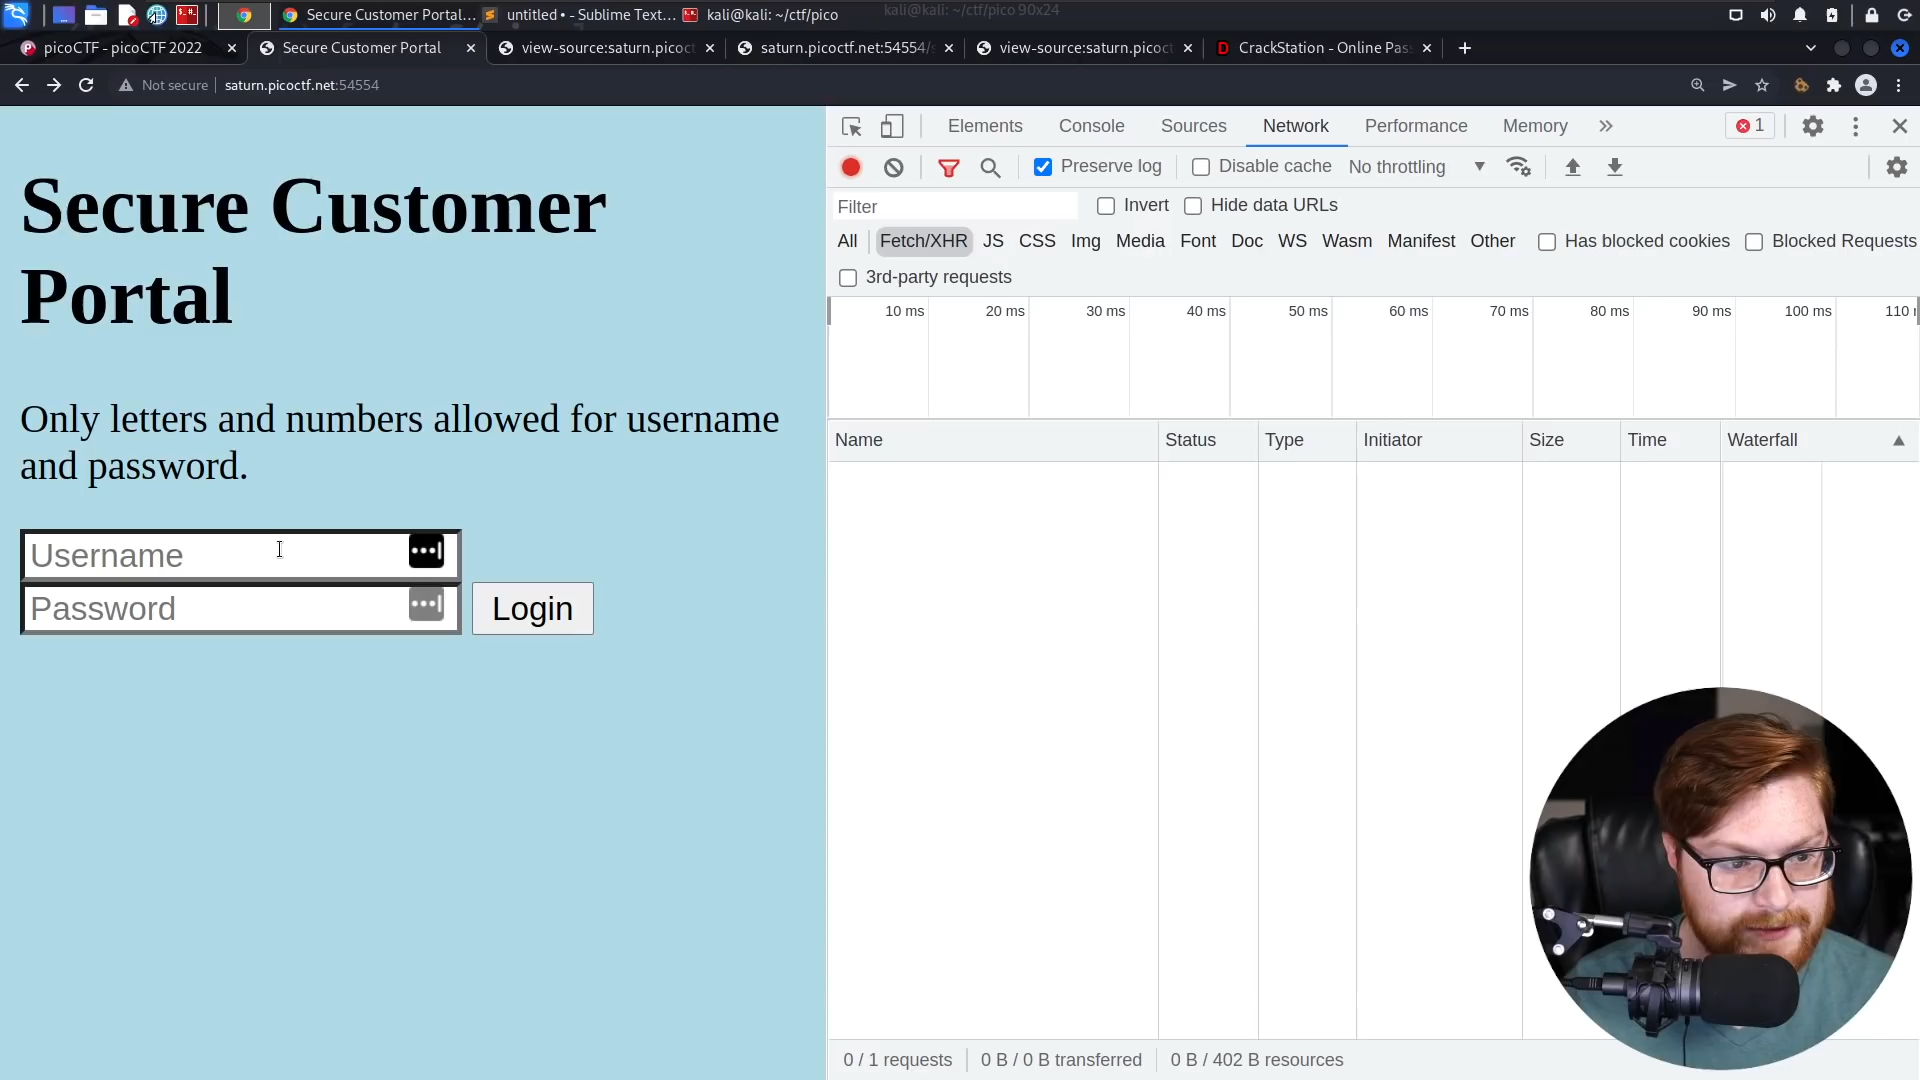 Secure Customer Portal...
untitled • - Sublime Text...
kali@kali: ~/ctf/pico
kali@kali: ~/ctf/pico 90x24
picoCTF - picoCTF 2022
Secure Customer Portal
view-source:saturn.picoct
saturn.picoctf.net:54554/
view-source:saturn.picoct
CrackStation - Online Pas
Not secure
saturn.picoctf.net:54554
Secure Customer
Portal
Only letters and numbers allowed for username
and password.
Username
Password
Login
Elements
Console
Sources
Network
Performance
Memory
1
Preserve log
Disable cache
No throttling
Filter
Invert
Hide data URLs
All
Fetch/XHR
JS
CSS
Img
Media
Font
Doc
WS
Wasm
Manifest
Other
Has blocked cookies
Blocked Requests
3rd-party requests
10 ms
20 ms
30 ms
40 ms
50 ms
60 ms
70 ms
80 ms
90 ms
100 ms
110
Name
Status
Type
Initiator
Size
Time
Waterfall
0 / 1 requests
0 B / 0 B transferred
0 B / 402 B resources